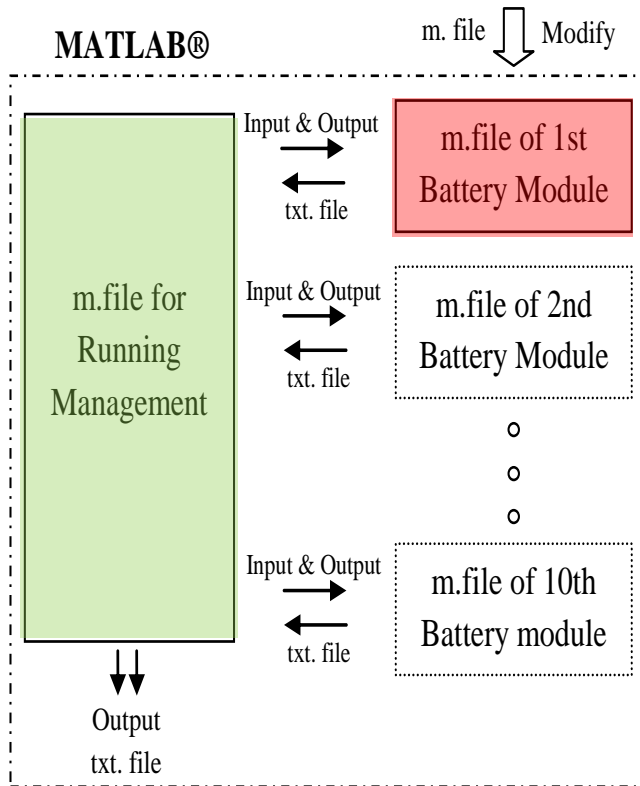 MATLAB®
m. file
Modify
Input & Output
txt. file
m.file of 1st
Battery Module
m.file for
Running
Management
Input & Output
txt. file
m.file of 2nd
Battery Module
Input & Output
txt. file
m.file of 10th
Battery module
Output
txt. file